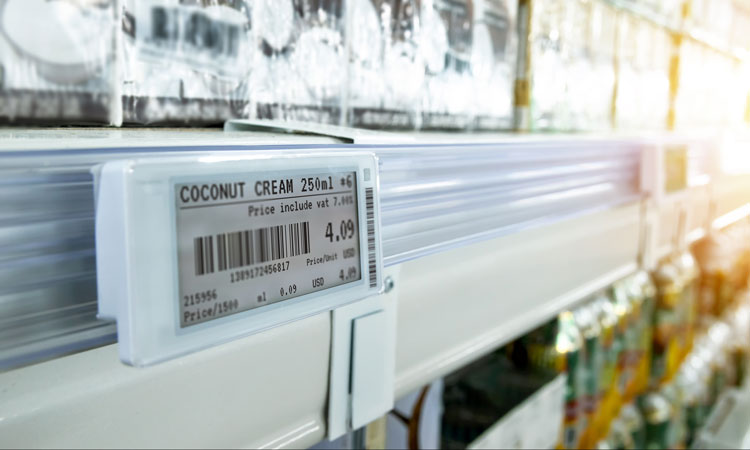 COCONUT CREAM 250ml *6
Price include vat 7.00%
4.09
1389172456817
Price/Unit USD
215956
Price/1500 ml 0.09 USD 4.09